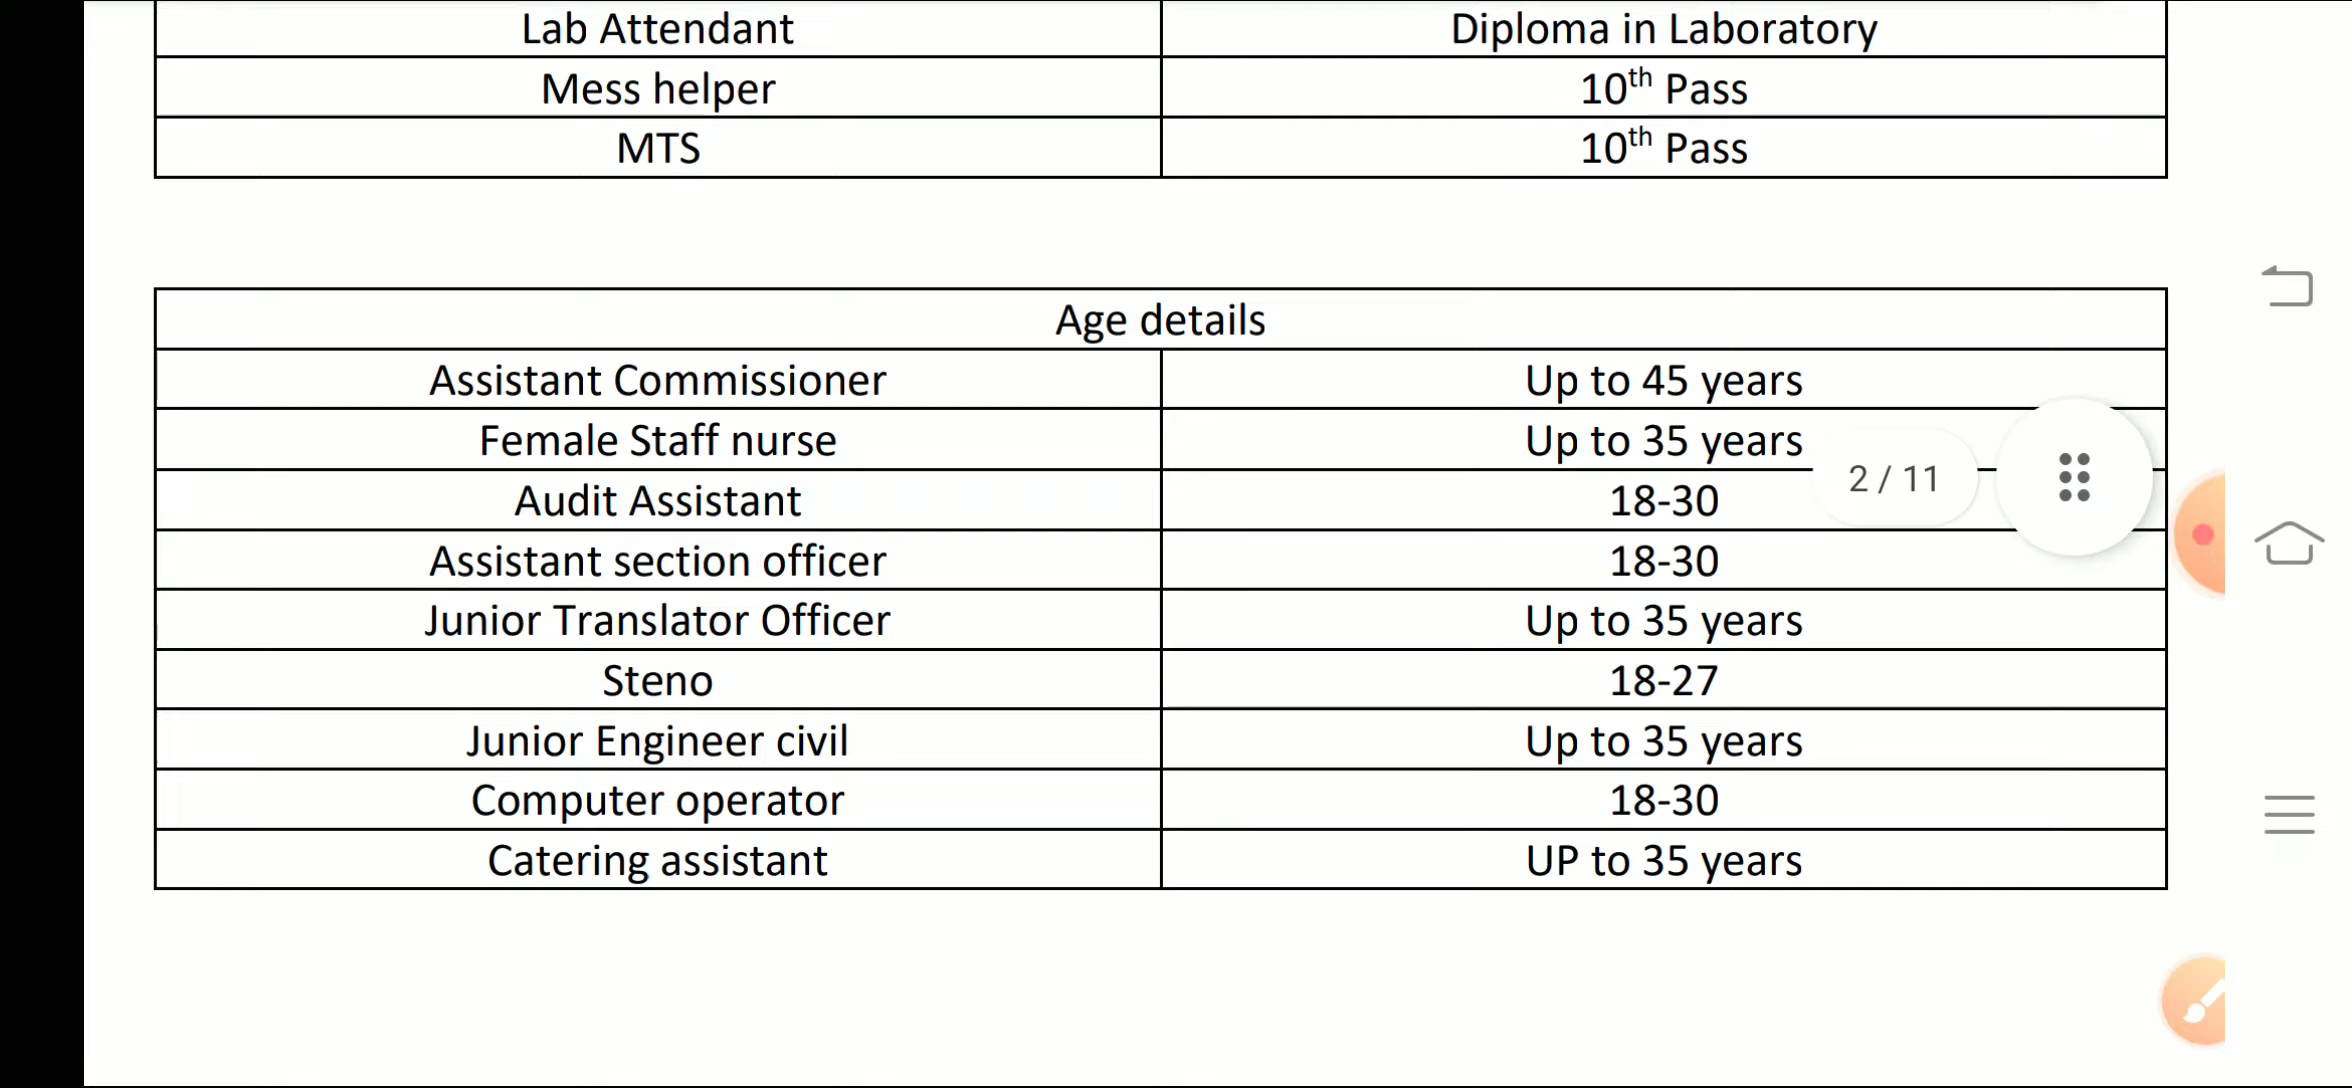 Lab Attendant Diploma in Laboratory
Mess helper 10th Pass
MTS 10th Pass
Age details
Assistant Commissioner Up to 45 years
Female Staff nurse Up to 35 years
Audit Assistant 18-30
2 / 11
Assistant section officer 18-30
Junior Translator Officer Up to 35 years
Steno 18-27
Junior Engineer civil Up to 35 years
Computer operator 18-30
Catering assistant UP to 35 years